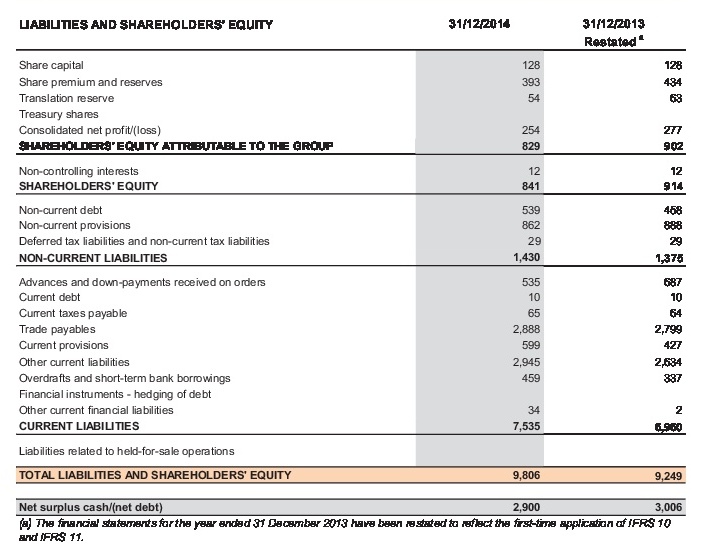 LIABILITIES AND SHAREHOLDERS' EQUITY 31/12/2014 31/12/2013
Restated a
Share capital 128 128
Share premium and reserves 393 434
Translation reserve 54 63
Treasury shares
Consolidated net profit/(loss) 254 277
SHAREHOLDERS' EQUITY ATTRIBUTABLE TO THE GROUP 829 902
Non-controlling interests 12 12
SHAREHOLDERS' EQUITY 841 914
Non-current debt 539 458
Non-current provisions 862 888
Deferred tax liabilities and non-current tax liabilities 29 29
NON-CURRENT LIABILITIES 1,430 1,375
Advances and down-payments received on orders 535 687
Current debt 10 10
Current taxes payable 65 64
Trade payables 2,888 2,799
Current provisions 599 427
Other current liabilities 2,945 2,634
Overdrafts and short-term bank borrowings 459 337
Financial instruments - hedging of debt
Other current financial liabilities 34 2
CURRENT LIABILITIES 7,535 6,960
Liabilities related to held-for-sale operations
TOTAL LIABILITIES AND SHAREHOLDERS' EQUITY 9,806 9,249
Net surplus cash/(net debt) 2,900 3,006
(a) The financial statements for the year ended 31 December 2013 have been restated to reflect the first-time application of IFRS 10
and IFRS 11.